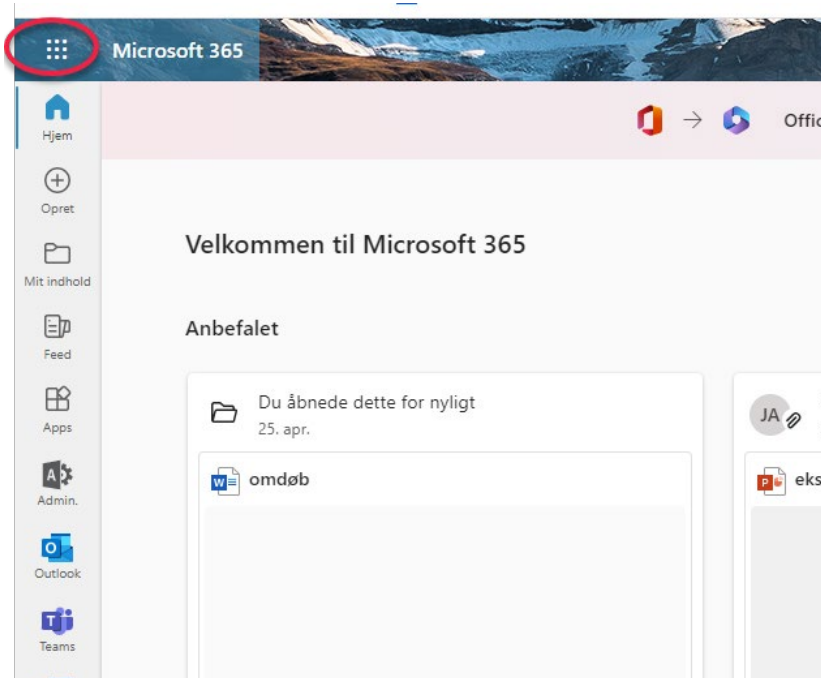 Microsoft 365
Hjem
Opret
Mit indhold
Feed
Apps
Admin.
Outlook
Teams
Velkommen til Microsoft 365
Anbefalet
Du åbnede dette for nyligt
25. apr.
omdøb
JA
eks
Offic